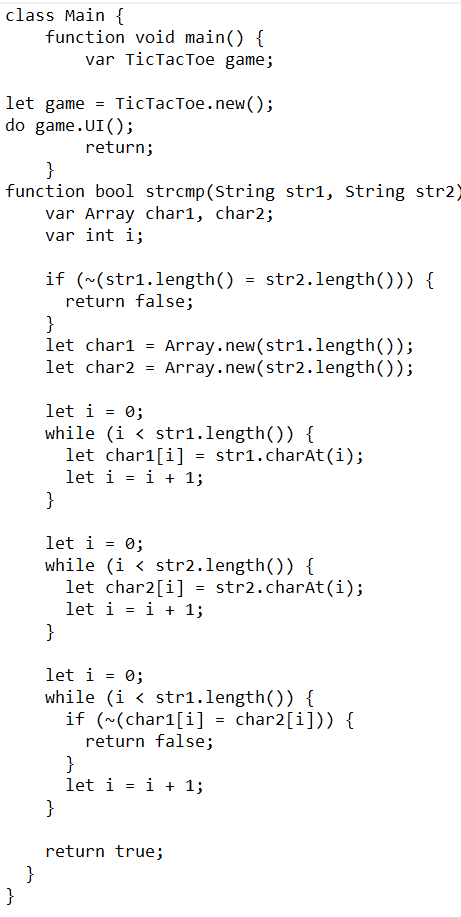 class Main {
    function void main() {
        var TicTacToe game;

let game = TicTacToe.new();
do game.UI();
        return;
    }
function bool strcmp(String str1, String str2)
    var Array char1, char2;
    var int i;

    if (~(str1.length() = str2.length())) {
      return false;
    }
    let char1 = Array.new(str1.length());
    let char2 = Array.new(str2.length());

    let i = 0;
    while (i < str1.length()) {
      let char1[i] = str1.charAt(i);
      let i = i + 1;
    }

    let i = 0;
    while (i < str2.length()) {
      let char2[i] = str2.charAt(i);
      let i = i + 1;
    }

    let i = 0;
    while (i < str1.length()) {
      if (~(char1[i] = char2[i])) {
        return false;
      }
      let i = i + 1;
    }

    return true;
  }
}